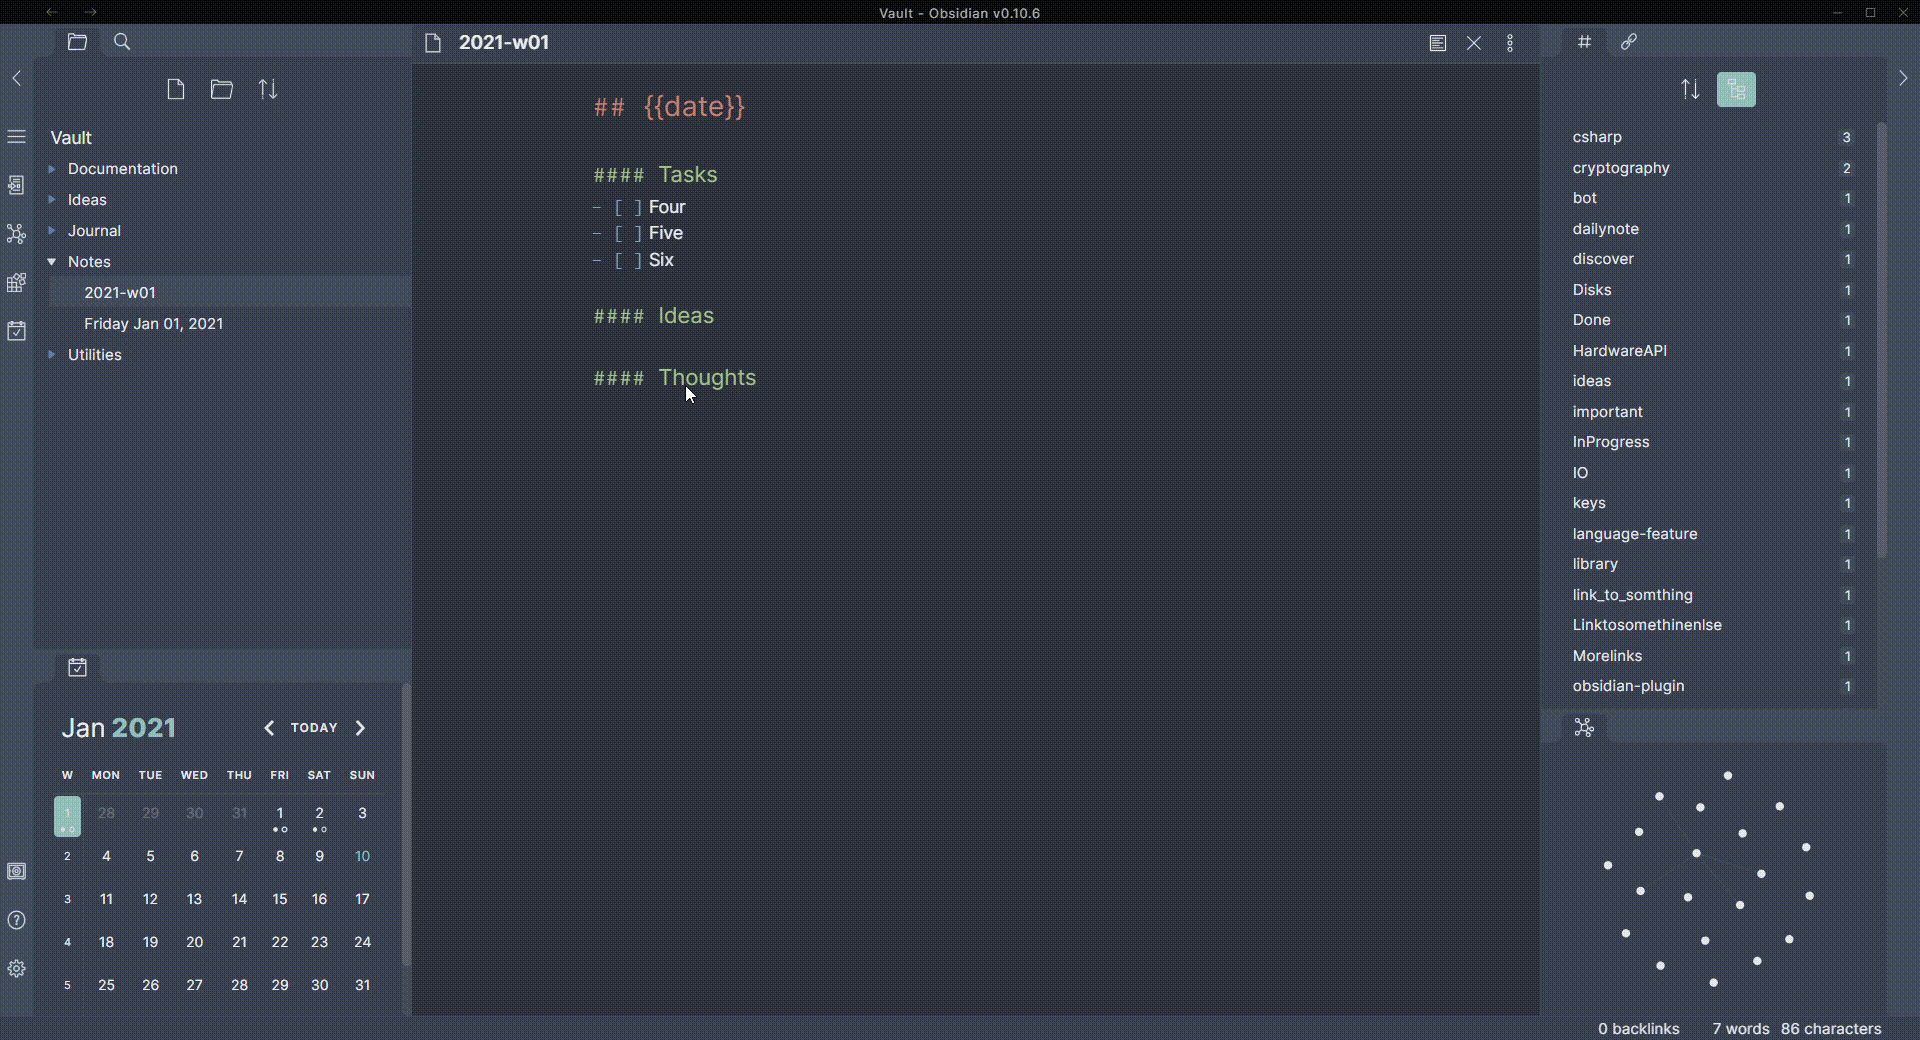 Vault - Obsidian v0.10.6
2021-w01
Vault
Documentation
Ideas
Journal
Notes
2021-w01
Friday Jan 01, 2021
Utilities
Jan 2021
TODAY
W MON TUE WED THU FRI SAT SUN
1 28 29 30 31 1 2 3
2 4 5 6 7 8 9 10
3 11 12 13 14 15 16 17
4 18 19 20 21 22 23 24
5 25 26 27 28 29 30 31
## {{date}}
#### Tasks
- [ ] Four
- [ ] Five
- [ ] Six
#### Ideas
#### Thoughts
csharp 3
cryptography 2
bot 1
dailynote 1
discover 1
Disks 1
Done 1
HardwareAPI 1
ideas 1
important 1
InProgress 1
IO 1
keys 1
language-feature 1
library 1
link_to_somthing 1
Linktosomethinenlse 1
Morelinks 1
obsidian-plugin 1
0 backlinks 7 words 86 characters